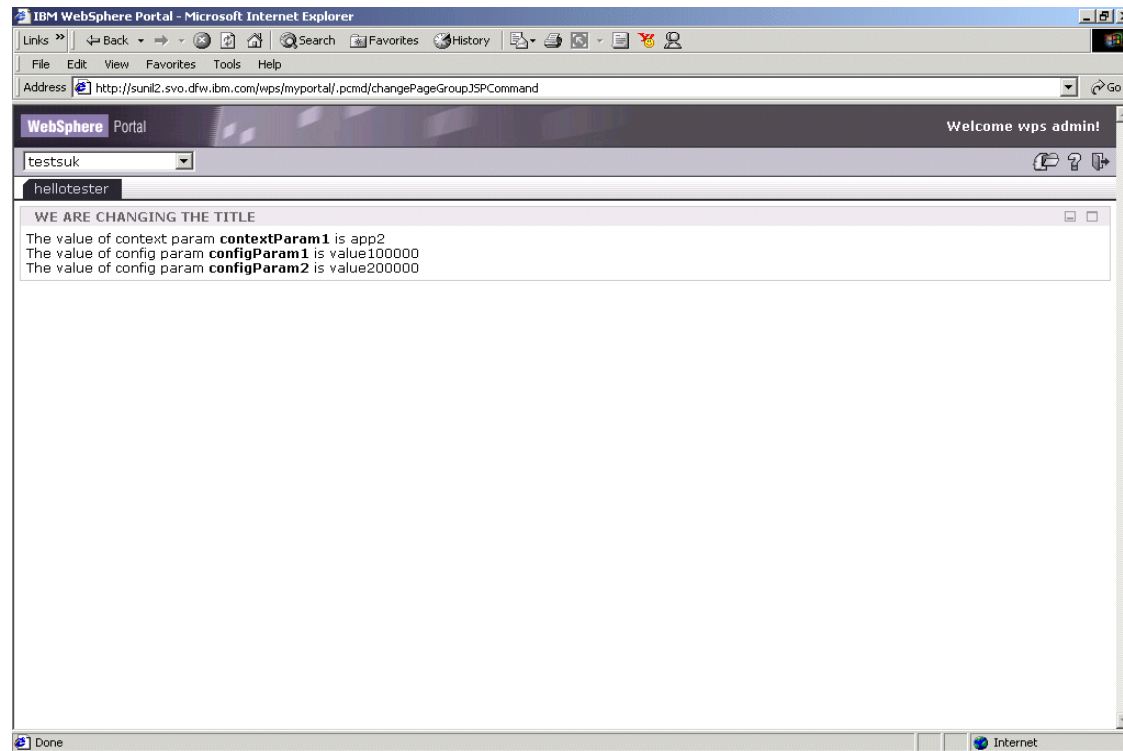 IBM WebSphere Portal - Microsoft Internet Explorer
Links » Back Search Favorites History
File Edit View Favorites Tools Help
Address http://sunil2.svo.dfw.ibm.com/wps/myportal/.pcmd/changePageGroupJSPCommand Go
WebSphere Portal Welcome wps admin!
testsuk
hellotester
WE ARE CHANGING THE TITLE
The value of context param contextParam1 is app2
The value of config param configParam1 is value100000
The value of config param configParam2 is value200000
Done Internet